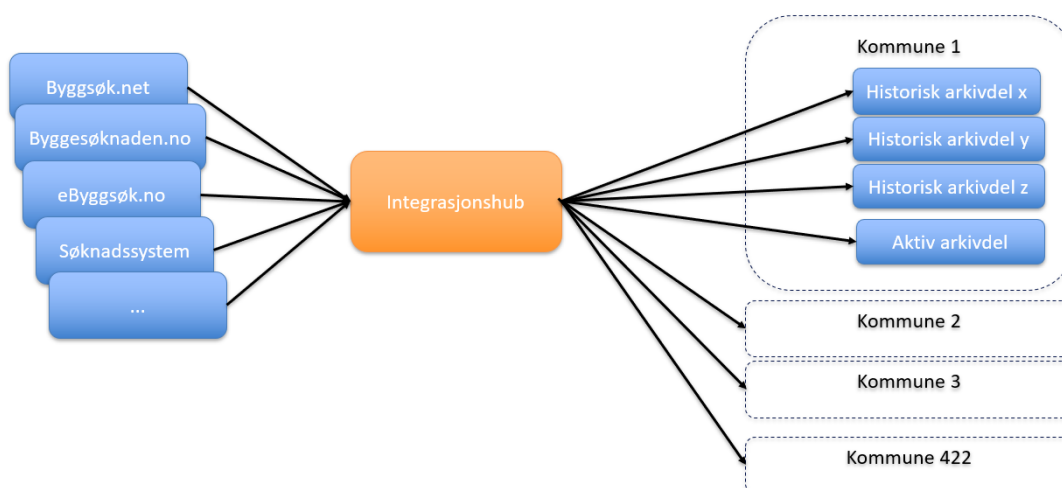 Byggsøk.net
Byggesøknaden.no
eByggsøk.no
Søknadssystem
...
Integrasjonshub
Kommune 1
Historisk arkivdel x
Historisk arkivdel y
Historisk arkivdel z
Aktiv arkivdel
Kommune 2
Kommune 3
Kommune 422